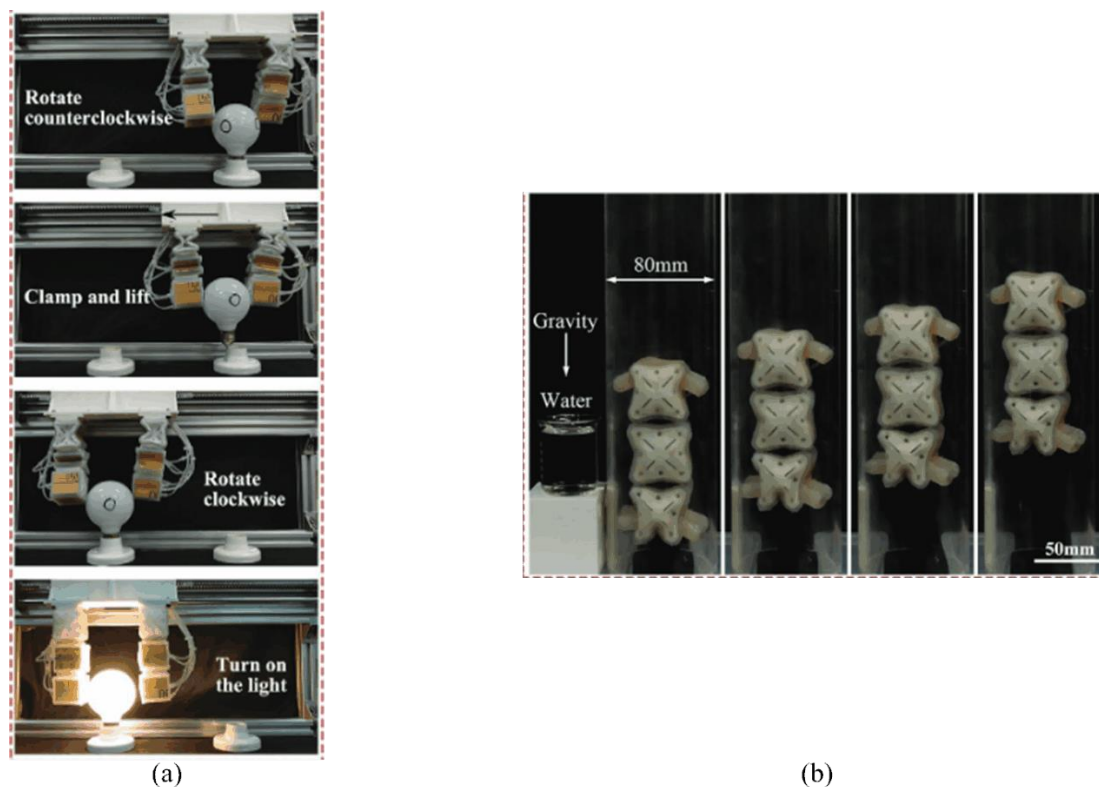 Rotate
counterclockwise
Clamp and lift
Rotate
clockwise
Turn on
the light
(a)
80mm
Gravity
Water
50mm
(b)